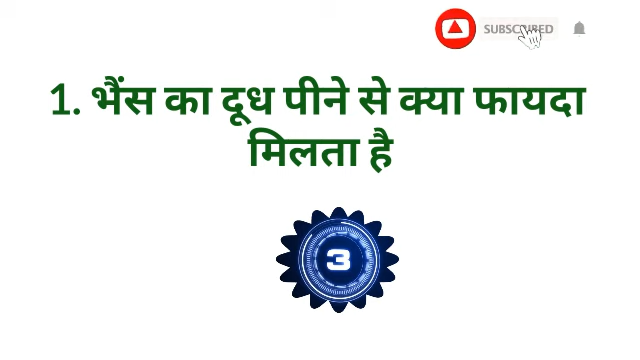 SUBSCRIBED
1. भैंस का दूध पीने से क्या फायदा
मिलता है
3